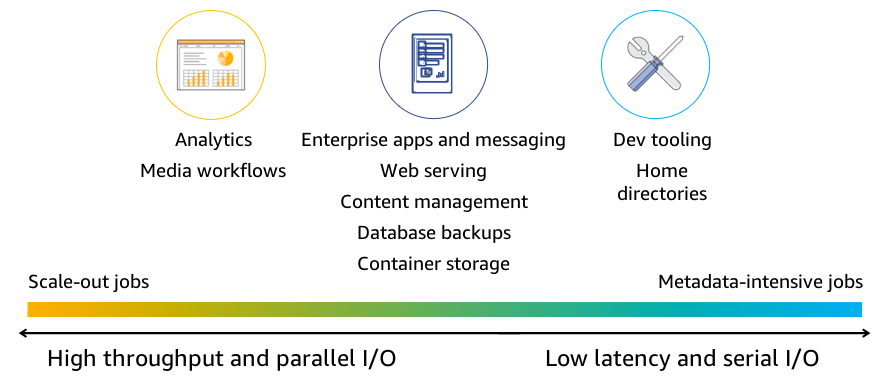 Analytics
Media workflows
Enterprise apps and messaging
Web serving
Content management
Database backups
Container storage
Dev tooling
Home
directories
Scale-out jobs
Metadata-intensive jobs
High throughput and parallel I/O
Low latency and serial I/O